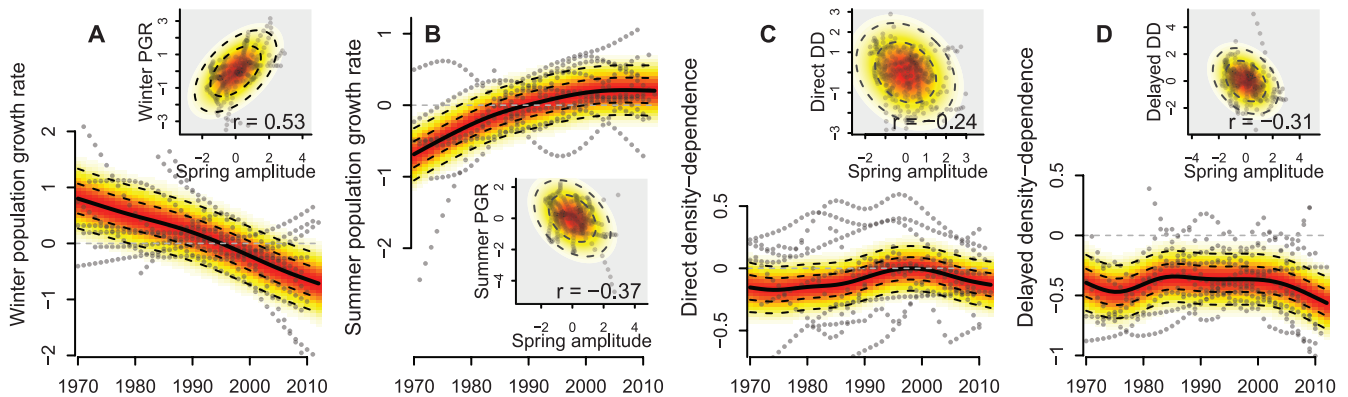 A
Winter population growth rate
2
1
0
−1
−2
1970 1980 1990 2000 2010
Winter PGR
3
1
−1
−3
−2 0 2 4
Spring amplitude
r = 0.53
B
Summer population growth rate
1
0
−1
−2
1970 1980 1990 2000 2010
Summer PGR
2
0
−2
−4
−2 0 2 4
Spring amplitude
r = −0.37
C
Direct density−dependence
0.5
0
−0.5
1970 1980 1990 2000 2010
Direct DD
3
1
−1
−3
−2 0 1 2 3
Spring amplitude
r = −0.24
D
Delayed density−dependence
0.5
0
−0.5
−1
1970 1980 1990 2000 2010
Delayed DD
4
2
0
−2
−2 0 2 4
Spring amplitude
r = −0.31